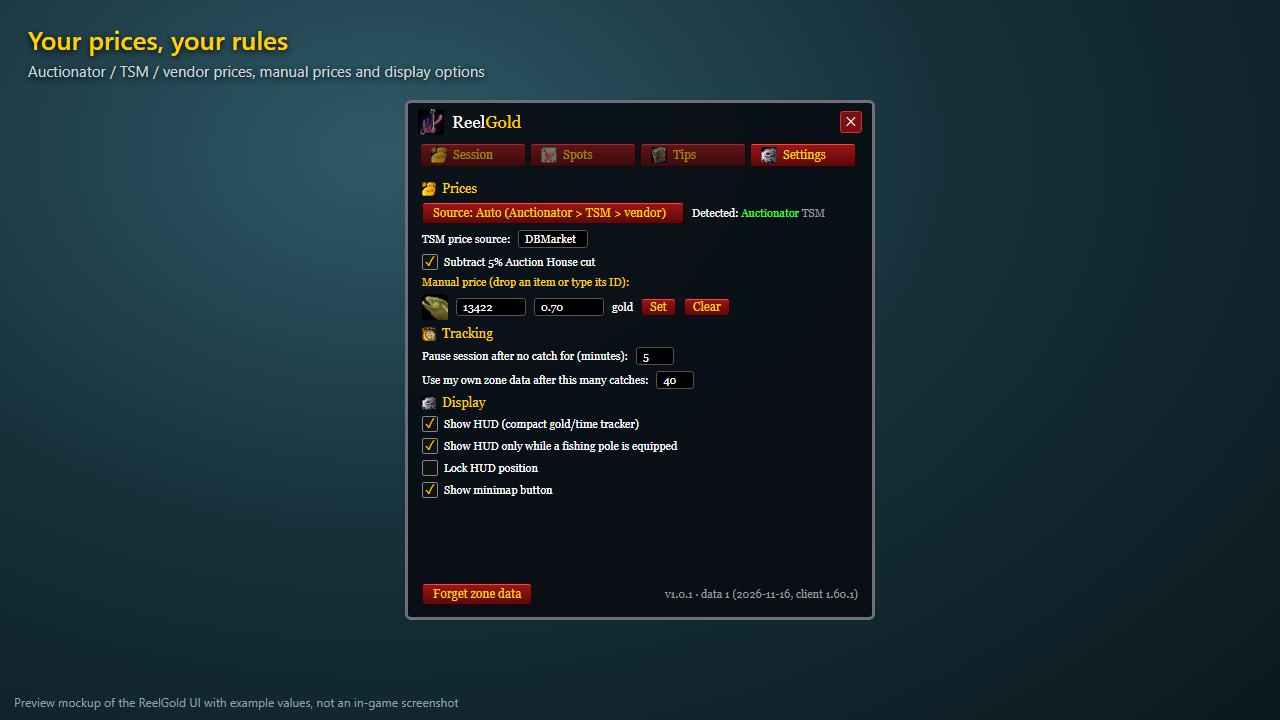 Your prices, your rules
Auctionator / TSM / vendor prices, manual prices and display options
ReelGold
Session Spots Tips Settings
Prices
Source: Auto (Auctionator > TSM > vendor) Detected: Auctionator TSM
TSM price source: DBMarket
Subtract 5% Auction House cut
Manual price (drop an item or type its ID):
13422 0.70 gold Set Clear
Tracking
Pause session after no catch for (minutes): 5
Use my own zone data after this many catches: 40
Display
Show HUD (compact gold/time tracker)
Show HUD only while a fishing pole is equipped
Lock HUD position
Show minimap button
Forget zone data v1.0.1 · data 1 (2026-11-16, client 1.60.1)
Preview mockup of the ReelGold UI with example values, not an in-game screenshot